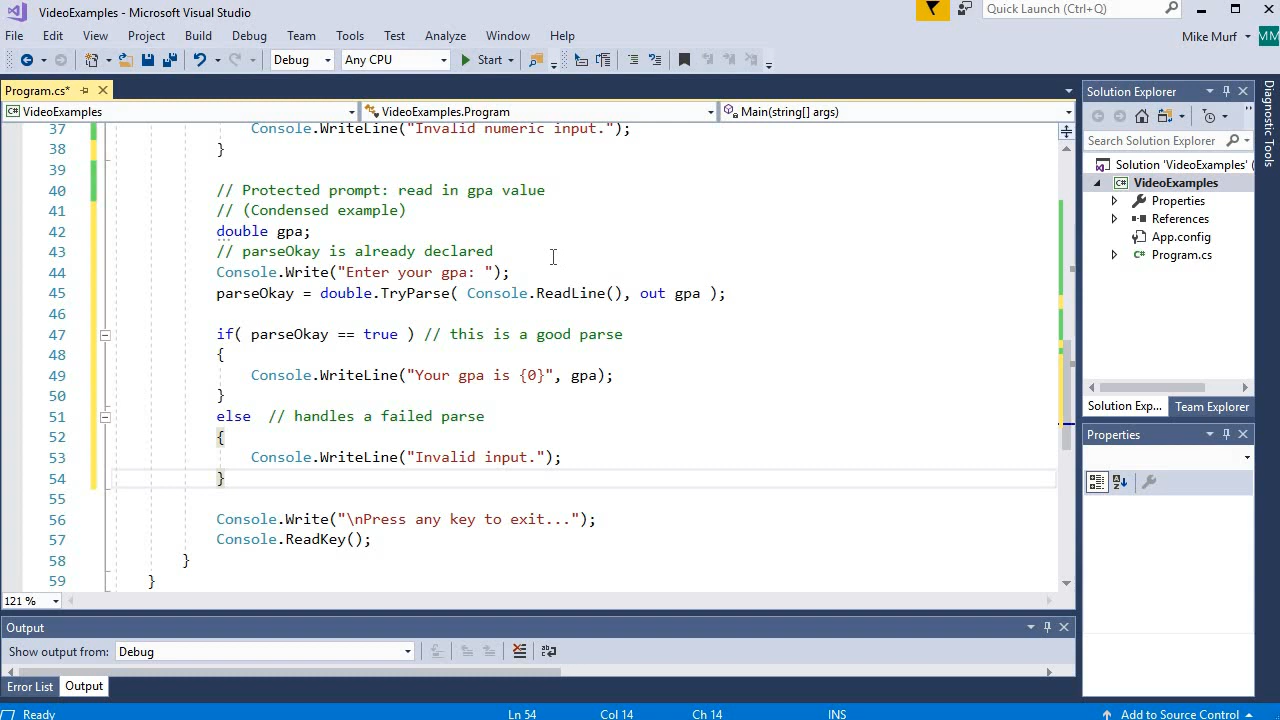 VideoExamples - Microsoft Visual Studio
Quick Launch (Ctrl+Q)
File Edit View Project Build Debug Team Tools Test Analyze Window Help
Mike Murf MM
Debug Any CPU Start
Program.cs*
VideoExamples VideoExamples.Program Main(string[] args)
37 Console.WriteLine("Invalid numeric input.");
38 }
39
40 // Protected prompt: read in gpa value
41 // (Condensed example)
42 double gpa;
43 // parseOkay is already declared
44 Console.Write("Enter your gpa: ");
45 parseOkay = double.TryParse( Console.ReadLine(), out gpa );
46
47 if( parseOkay == true ) // this is a good parse
48 {
49 Console.WriteLine("Your gpa is {0}", gpa);
50 }
51 else // handles a failed parse
52 {
53 Console.WriteLine("Invalid input.");
54 }
55
56 Console.Write("\nPress any key to exit...");
57 Console.ReadKey();
58 }
59 }
121 %
Output
Show output from: Debug
Error List Output
Solution Explorer
Search Solution Explorer
Solution 'VideoExamples' (
VideoExamples
Properties
References
App.config
Program.cs
Solution Exp... Team Explorer
Properties
Diagnostic Tools
Ready Ln 54 Col 14 Ch 14 INS Add to Source Control